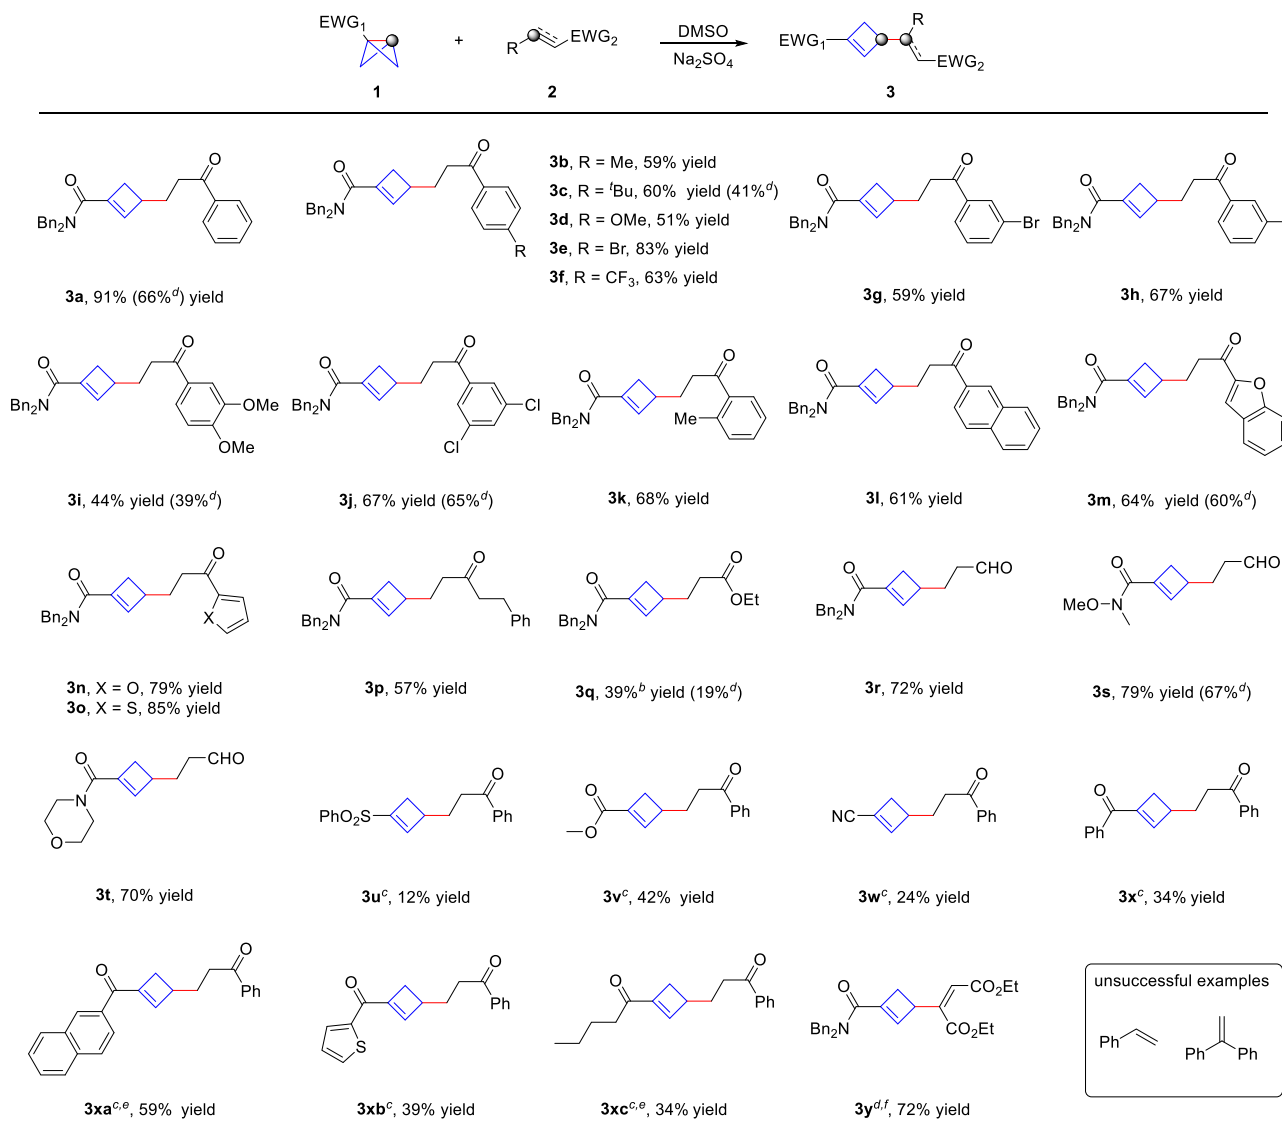 EWG1 + R EWG2 DMSO Na2SO4 EWG1 R EWG2
1 2 3
O Bn2N O
3a, 91% (66%d) yield
O Bn2N O R
3b, R = Me, 59% yield
3c, R = tBu, 60% yield (41%d)
3d, R = OMe, 51% yield
3e, R = Br, 83% yield
3f, R = CF3, 63% yield
O Bn2N O Br
3g, 59% yield
O Bn2N O
3h, 67% yield
O Bn2N O OMe OMe
3i, 44% yield (39%d)
O Bn2N O Cl Cl
3j, 67% yield (65%d)
O Bn2N O Me
3k, 68% yield
O Bn2N O
3l, 61% yield
O Bn2N O O
3m, 64% yield (60%d)
O Bn2N O X
3n, X = O, 79% yield
3o, X = S, 85% yield
O Bn2N O Ph
3p, 57% yield
O Bn2N O OEt
3q, 39%b yield (19%d)
O Bn2N CHO
3r, 72% yield
O MeO N CHO
3s, 79% yield (67%d)
O N O CHO
3t, 70% yield
PhO2S O Ph
3uc, 12% yield
O O O Ph
3vc, 42% yield
NC O Ph
3wc, 24% yield
O Ph O Ph
3xc, 34% yield
O O Ph
3xac,e, 59% yield
O S O Ph
3xbc, 39% yield
O O Ph
3xcc,e, 34% yield
O Bn2N CO2Et CO2Et
3yd,f, 72% yield
unsuccessful examples
Ph Ph Ph